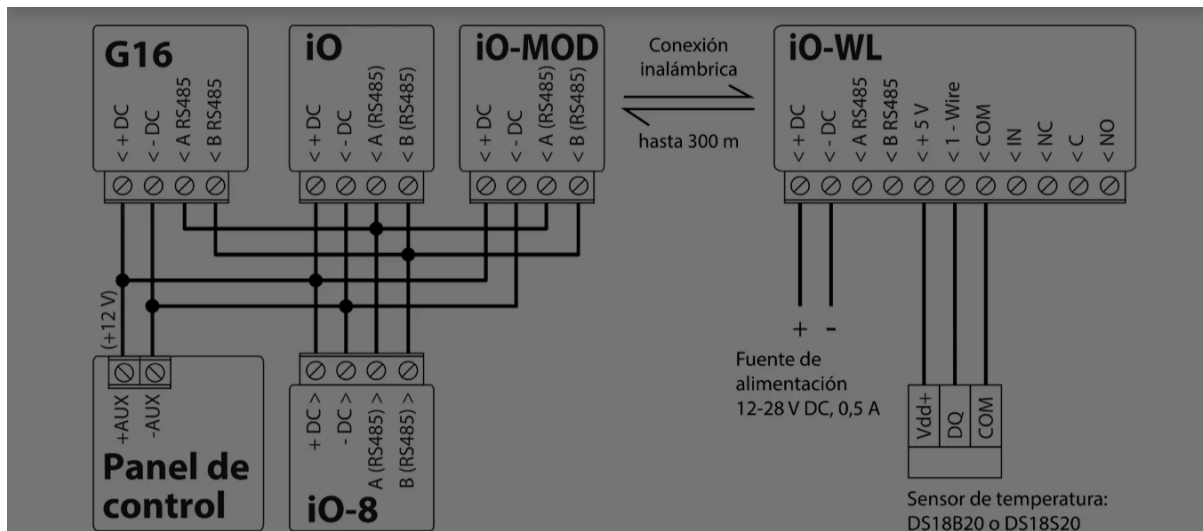 G16
< + DC
< - DC
< A RS485
< B RS485
iO
< + DC
< - DC
< A (RS485)
< B (RS485)
iO-MOD
< + DC
< - DC
< A (RS485)
< B (RS485)
Conexión
inalámbrica
hasta 300 m
iO-WL
< + DC
< - DC
< A RS485
< B RS485
< + 5 V
< 1 - Wire
< COM
< IN
< NC
< C
< NO
(+12 V)
+AUX
-AUX
Panel de
control
+ DC >
- DC >
A (RS485) >
B (RS485) >
iO-8
+ -
Fuente de
alimentación
12-28 V DC, 0,5 A
Vdd+
DQ
COM
Sensor de temperatura:
DS18B20 o DS18S20